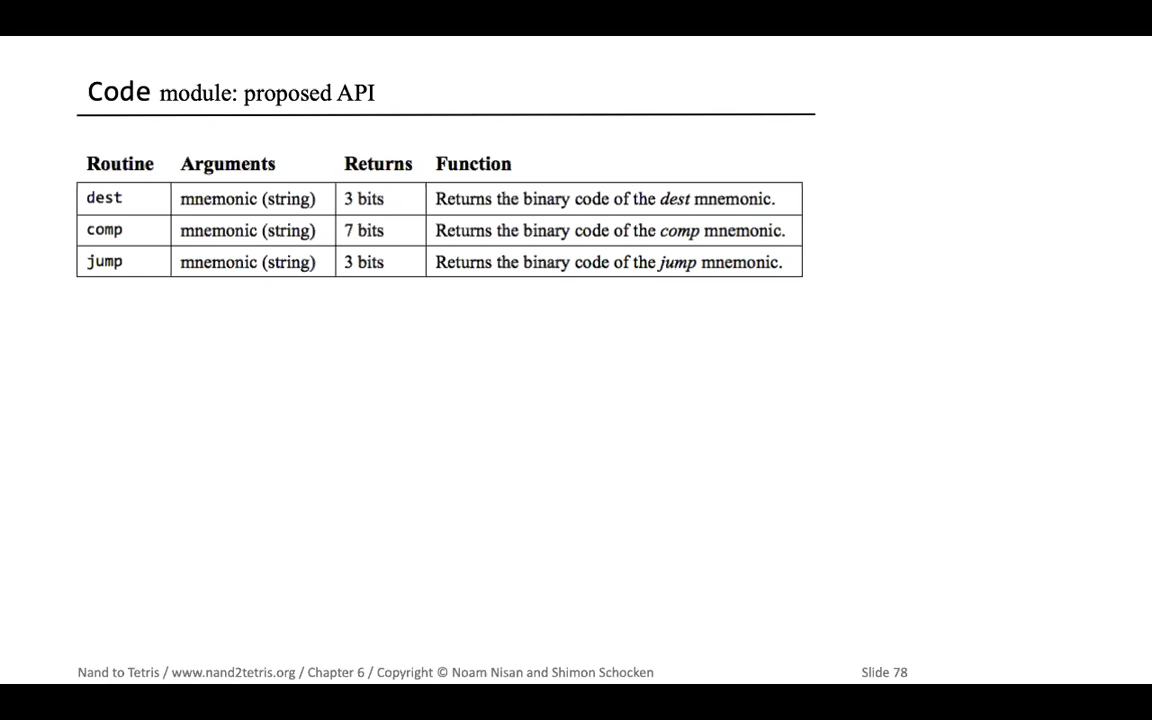 Code module: proposed API
Routine Arguments Returns Function
dest mnemonic (string) 3 bits Returns the binary code of the dest mnemonic.
comp mnemonic (string) 7 bits Returns the binary code of the comp mnemonic.
jump mnemonic (string) 3 bits Returns the binary code of the jump mnemonic.
Nand to Tetris / www.nand2tetris.org / Chapter 6 / Copyright © Noam Nisan and Shimon Schocken Slide 78